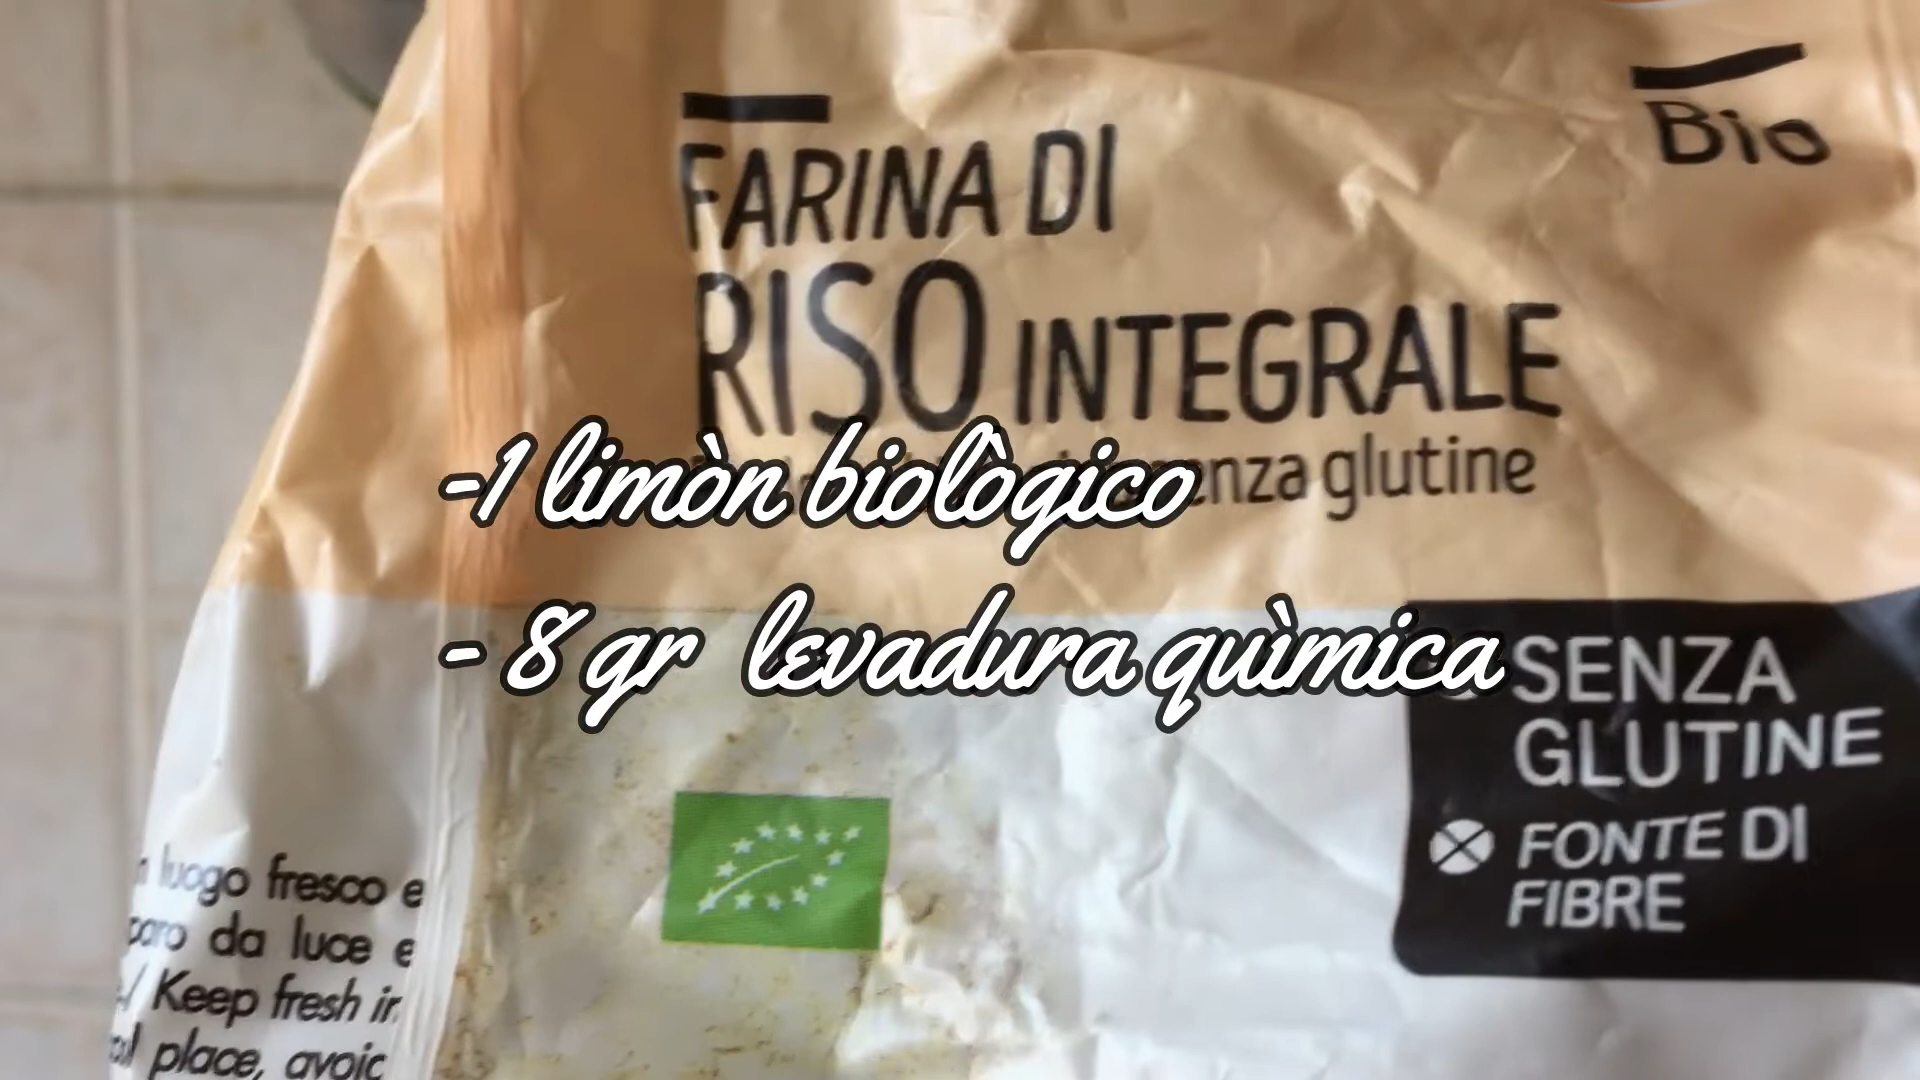 Bio
FARINA DI
RISO INTEGRALE
senza glutine
-1 limòn biològico
- 8 gr levadura quìmica
SENZA
GLUTINE
FONTE DI
FIBRE
luogo fresco e
da luce e
Keep fresh in
place, avoid